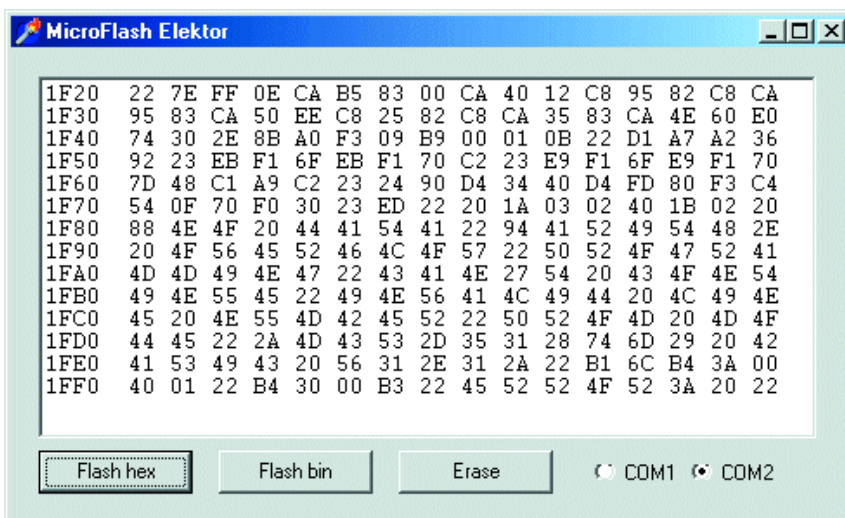 MicroFlash Elektor
1F20 22 7E FF 0E CA B5 83 00 CA 40 12 C8 95 82 C8 CA
1F30 95 83 CA 50 EE C8 25 82 C8 CA 35 83 CA 4E 60 E0
1F40 74 30 2E 8B A0 F3 09 B9 00 01 0B 22 D1 A7 A2 36
1F50 92 23 EB F1 6F EB F1 70 C2 23 E9 F1 6F E9 F1 70
1F60 7D 48 C1 A9 C2 23 24 90 D4 34 40 D4 FD 80 F3 C4
1F70 54 0F 70 F0 30 23 ED 22 20 1A 03 02 40 1B 02 20
1F80 88 4E 4F 20 44 41 54 41 22 94 41 52 49 54 48 2E
1F90 20 4F 56 45 52 46 4C 4F 57 22 50 52 4F 47 52 41
1FA0 4D 4D 49 4E 47 22 43 41 4E 27 54 20 43 4F 4E 54
1FB0 49 4E 55 45 22 49 4E 56 41 4C 49 44 20 4C 49 4E
1FC0 45 20 4E 55 4D 42 45 52 22 50 52 4F 4D 20 4D 4F
1FD0 44 45 22 2A 4D 43 53 2D 35 31 28 74 6D 29 20 42
1FE0 41 53 49 43 20 56 31 2E 31 2A 22 B1 6C B4 3A 00
1FF0 40 01 22 B4 30 00 B3 22 45 52 52 4F 52 3A 20 22
Flash hex Flash bin Erase COM1 COM2